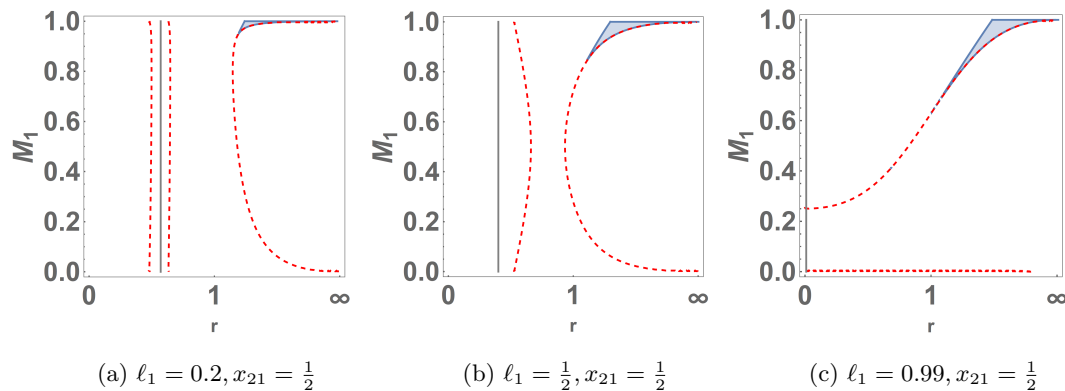 1.0
0.8
0.6
0.4
0.2
0.0
M₁
0 1 ∞
r
1.0
0.8
0.6
0.4
0.2
0.0
M₁
0 1 ∞
r
1.0
0.8
0.6
0.4
0.2
0.0
M₁
0 1 ∞
r
(a) ℓ₁ = 0.2, x₂₁ = 1/2
(b) ℓ₁ = 1/2, x₂₁ = 1/2
(c) ℓ₁ = 0.99, x₂₁ = 1/2